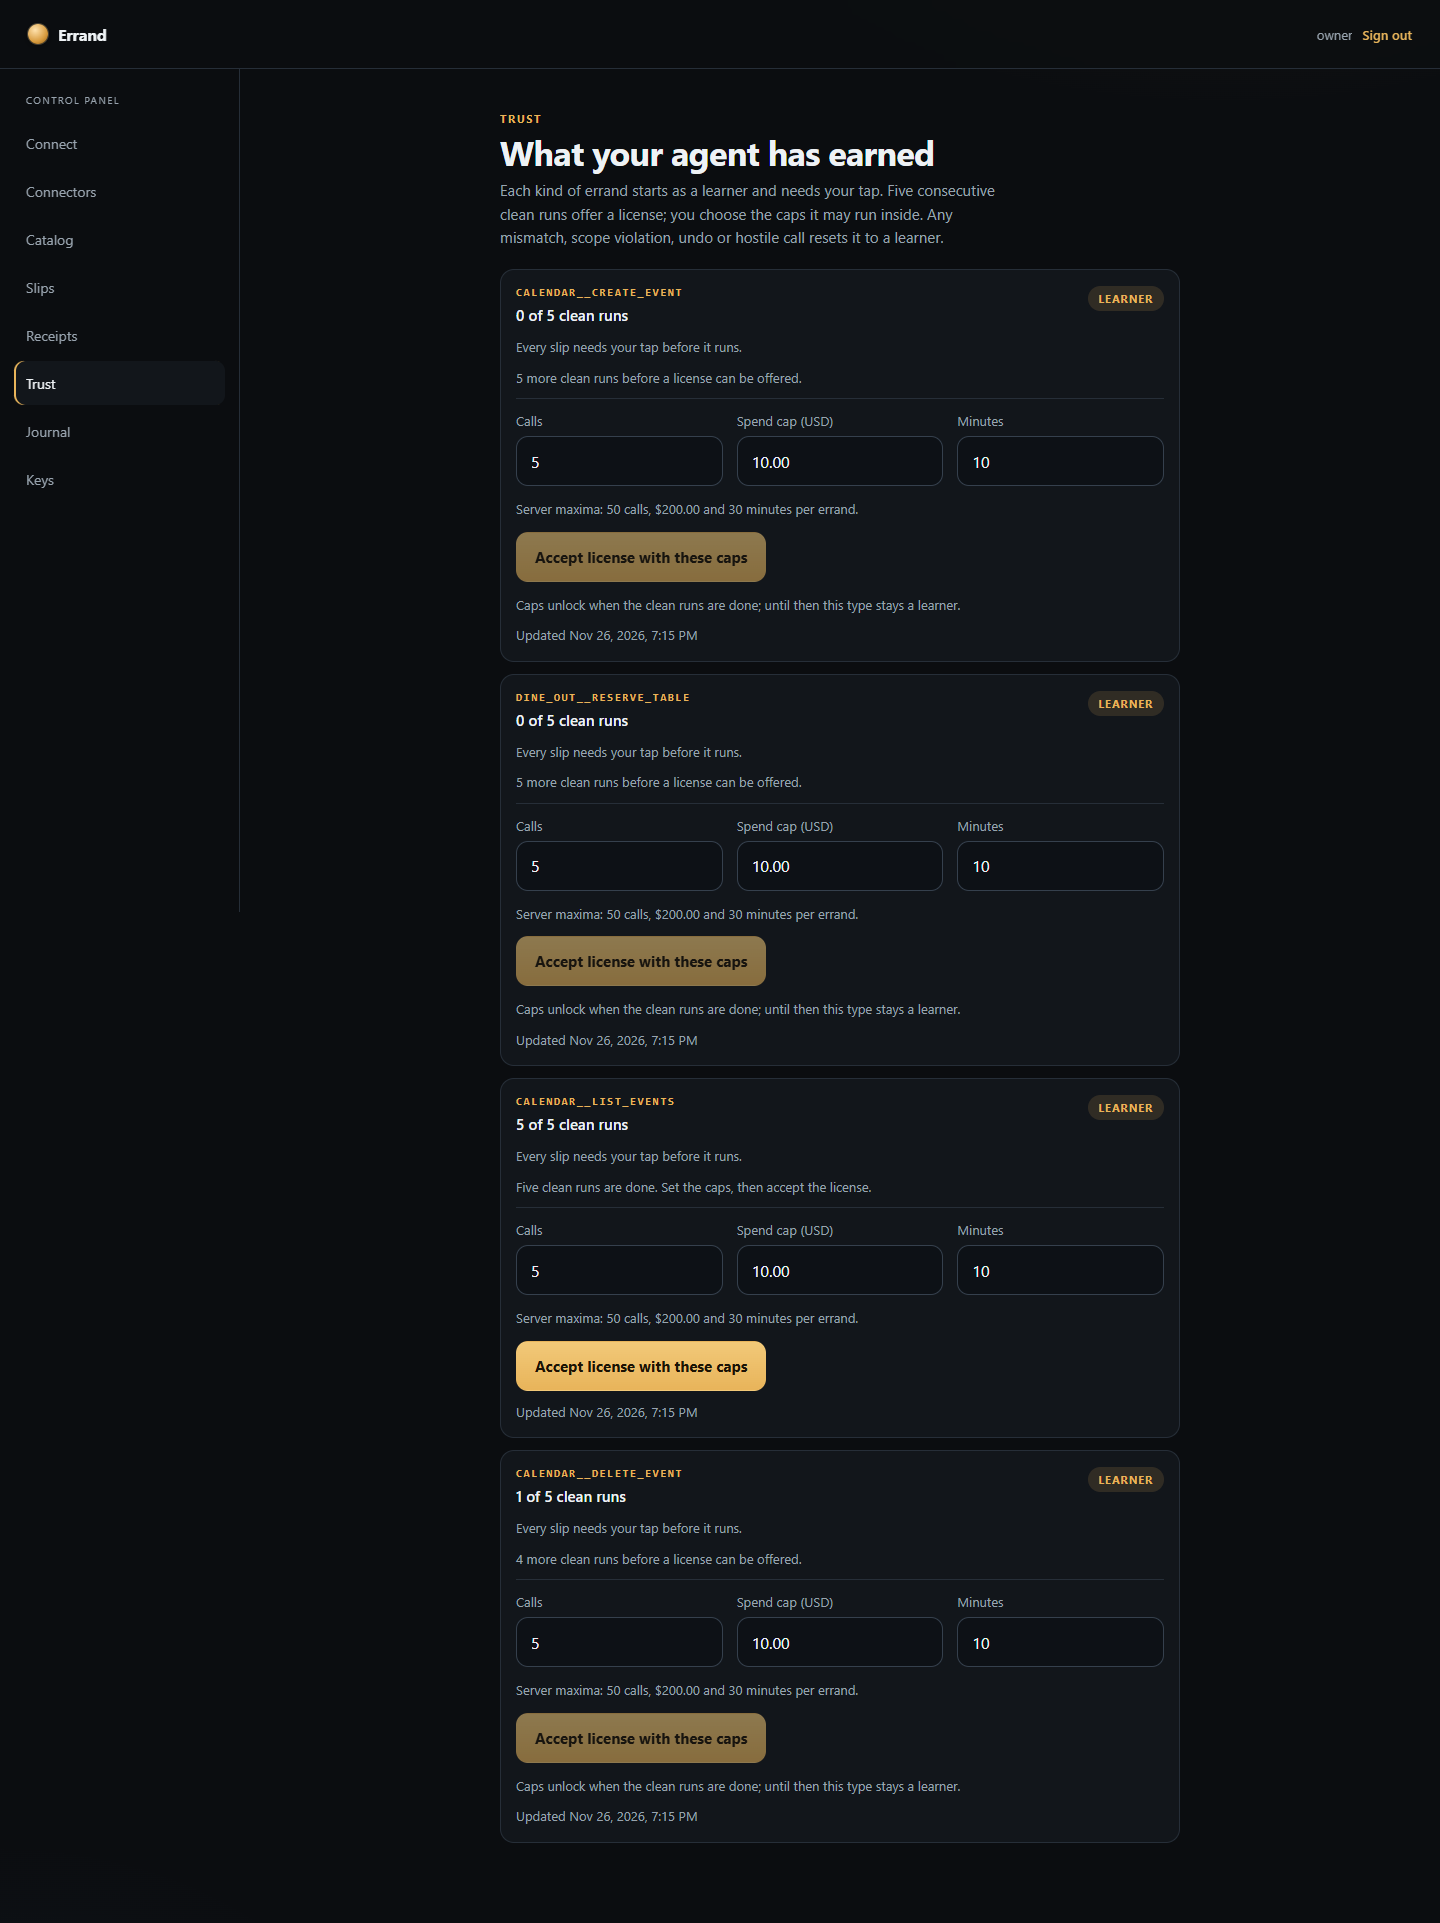 Errand
owner Sign out
CONTROL PANEL
Connect
Connectors
Catalog
Slips
Receipts
Trust
Journal
Keys
TRUST
What your agent has earned
Each kind of errand starts as a learner and needs your tap. Five consecutive
clean runs offer a license; you choose the caps it may run inside. Any
mismatch, scope violation, undo or hostile call resets it to a learner.
CALENDAR__CREATE_EVENT
LEARNER
0 of 5 clean runs
Every slip needs your tap before it runs.
5 more clean runs before a license can be offered.
Calls Spend cap (USD) Minutes
5 10.00 10
Server maxima: 50 calls, $200.00 and 30 minutes per errand.
Accept license with these caps
Caps unlock when the clean runs are done; until then this type stays a learner.
Updated Nov 26, 2026, 7:15 PM
DINE_OUT__RESERVE_TABLE
LEARNER
0 of 5 clean runs
Every slip needs your tap before it runs.
5 more clean runs before a license can be offered.
Calls Spend cap (USD) Minutes
5 10.00 10
Server maxima: 50 calls, $200.00 and 30 minutes per errand.
Accept license with these caps
Caps unlock when the clean runs are done; until then this type stays a learner.
Updated Nov 26, 2026, 7:15 PM
CALENDAR__LIST_EVENTS
LEARNER
5 of 5 clean runs
Every slip needs your tap before it runs.
Five clean runs are done. Set the caps, then accept the license.
Calls Spend cap (USD) Minutes
5 10.00 10
Server maxima: 50 calls, $200.00 and 30 minutes per errand.
Accept license with these caps
Updated Nov 26, 2026, 7:15 PM
CALENDAR__DELETE_EVENT
LEARNER
1 of 5 clean runs
Every slip needs your tap before it runs.
4 more clean runs before a license can be offered.
Calls Spend cap (USD) Minutes
5 10.00 10
Server maxima: 50 calls, $200.00 and 30 minutes per errand.
Accept license with these caps
Caps unlock when the clean runs are done; until then this type stays a learner.
Updated Nov 26, 2026, 7:15 PM